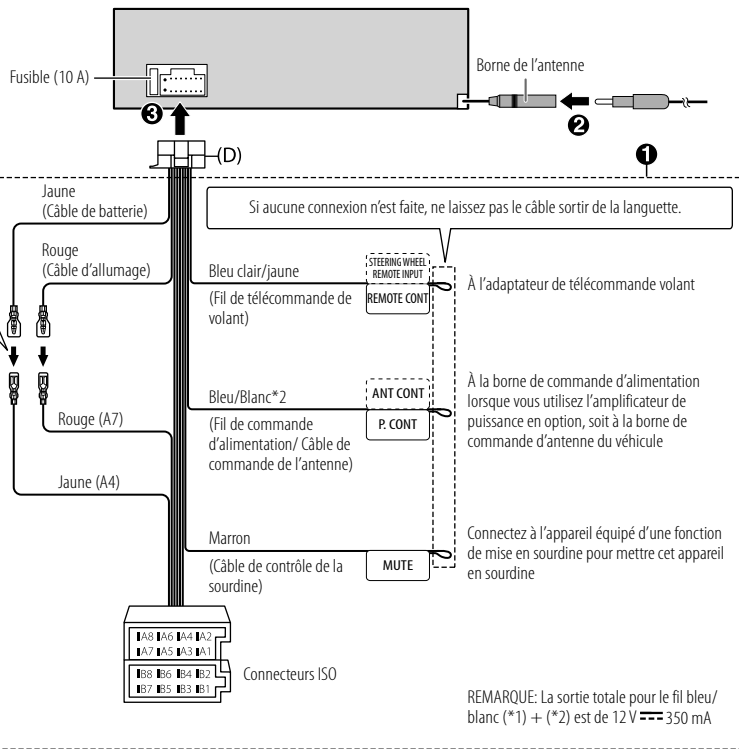 Fusible (10 A)
Borne de l’antenne
❸
❷
(D)
❶
Jaune
(Câble de batterie)
Si aucune connexion n’est faite, ne laissez pas le câble sortir de la languette.
Rouge
(Câble d’allumage)
Bleu clair/jaune
(Fil de télécommande de
volant)
STEERING WHEEL
REMOTE INPUT
REMOTE CONT
À l’adaptateur de télécommande volant
Bleu/Blanc*2
(Fil de commande
d’alimentation/ Câble de
commande de l’antenne)
ANT CONT
P. CONT
À la borne de commande d’alimentation
lorsque vous utilisez l’amplificateur de
puissance en option, soit à la borne de
commande d’antenne du véhicule
Rouge (A7)
Jaune (A4)
Marron
(Câble de contrôle de la
sourdine)
MUTE
Connectez à l’appareil équipé d’une fonction
de mise en sourdine pour mettre cet appareil
en sourdine
A8 A6 A4 A2
A7 A5 A3 A1
B8 B6 B4 B2
B7 B5 B3 B1
Connecteurs ISO
REMARQUE: La sortie totale pour le fil bleu/
blanc (*1) + (*2) est de 12 V ⎓ 350 mA